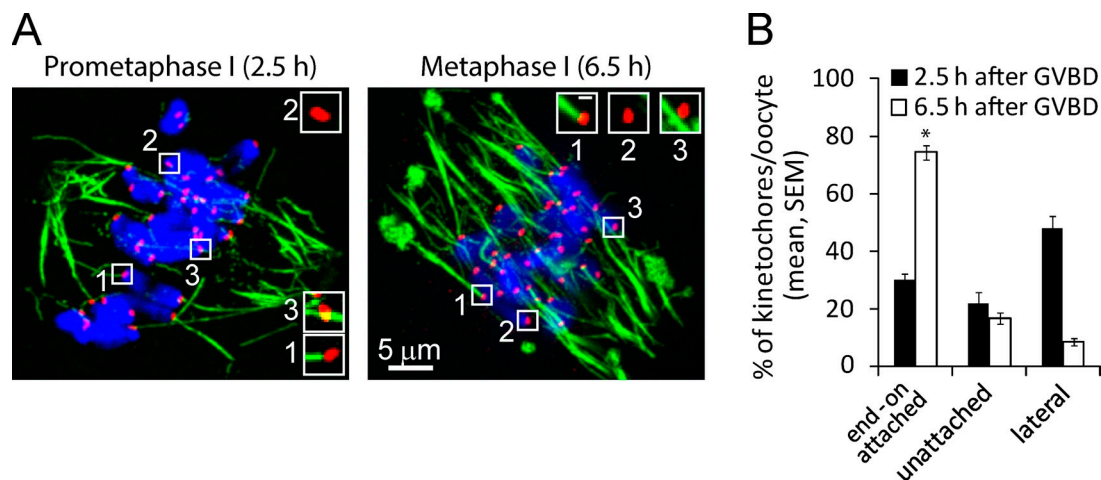 A
Prometaphase I (2.5 h)
2
2
3
1
3
1
Metaphase I (6.5 h)
1
2
3
3
1
2
5 μm
B
% of kinetochores/oocyte
(mean, SEM)
100
80
60
40
20
0
2.5 h after GVBD
6.5 h after GVBD
*
end-on
attached
unattached
lateral